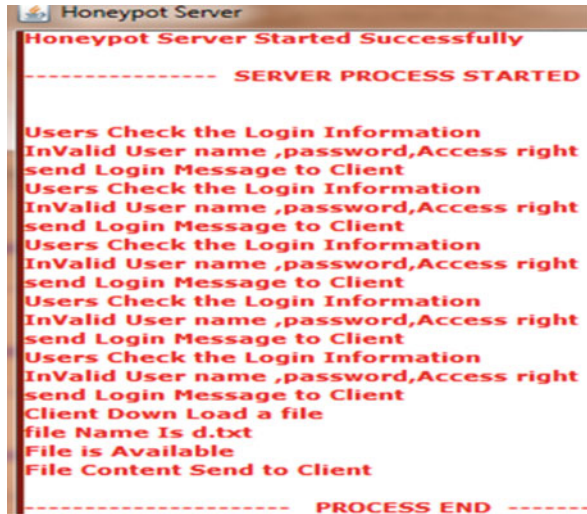 Honeypot Server
Honeypot Server Started Successfully
---------------- SERVER PROCESS STARTED
Users Check the Login Information
InValid User name ,password,Access right
send Login Message to Client
Users Check the Login Information
InValid User name ,password,Access right
send Login Message to Client
Users Check the Login Information
InValid User name ,password,Access right
send Login Message to Client
Users Check the Login Information
InValid User name ,password,Access right
send Login Message to Client
Users Check the Login Information
InValid User name ,password,Access right
send Login Message to Client
Client Down Load a file
file Name Is d.txt
File is Available
File Content Send to Client
---------------------- PROCESS END -------